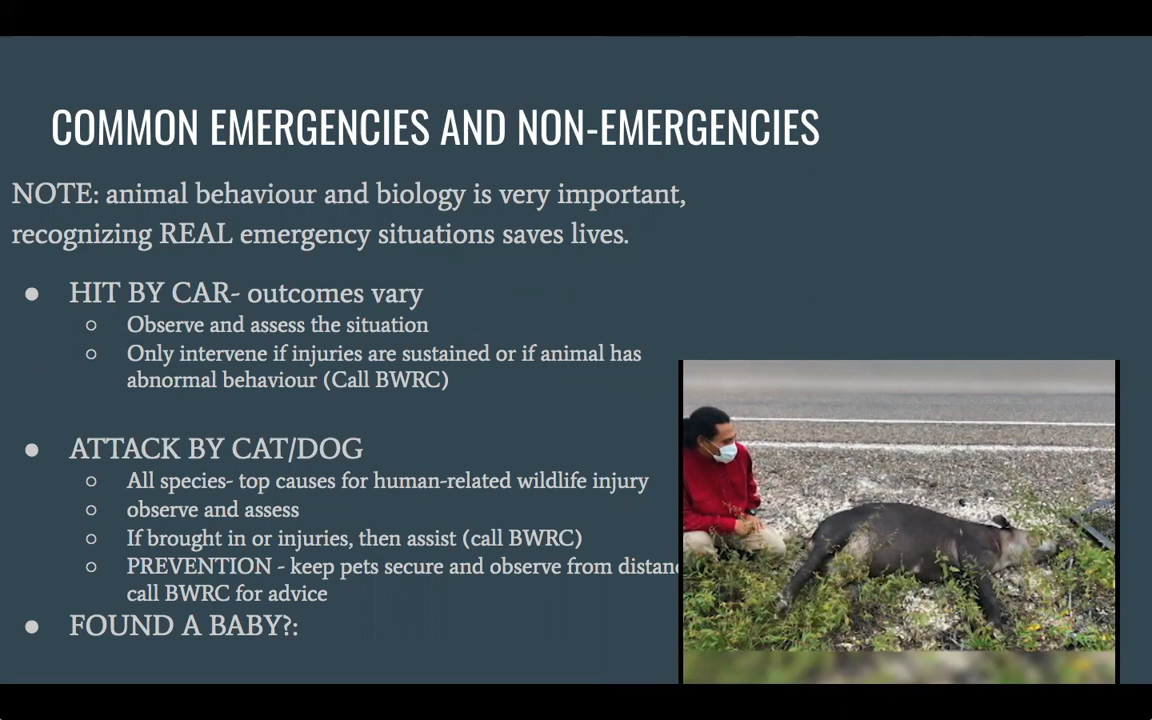 COMMON EMERGENCIES AND NON-EMERGENCIES
NOTE: animal behaviour and biology is very important,
recognizing REAL emergency situations saves lives.
● HIT BY CAR- outcomes vary
○ Observe and assess the situation
○ Only intervene if injuries are sustained or if animal has
abnormal behaviour (Call BWRC)
● ATTACK BY CAT/DOG
○ All species- top causes for human-related wildlife injury
○ observe and assess
○ If brought in or injuries, then assist (call BWRC)
○ PREVENTION - keep pets secure and observe from
call BWRC for advice
● FOUND A BABY?: